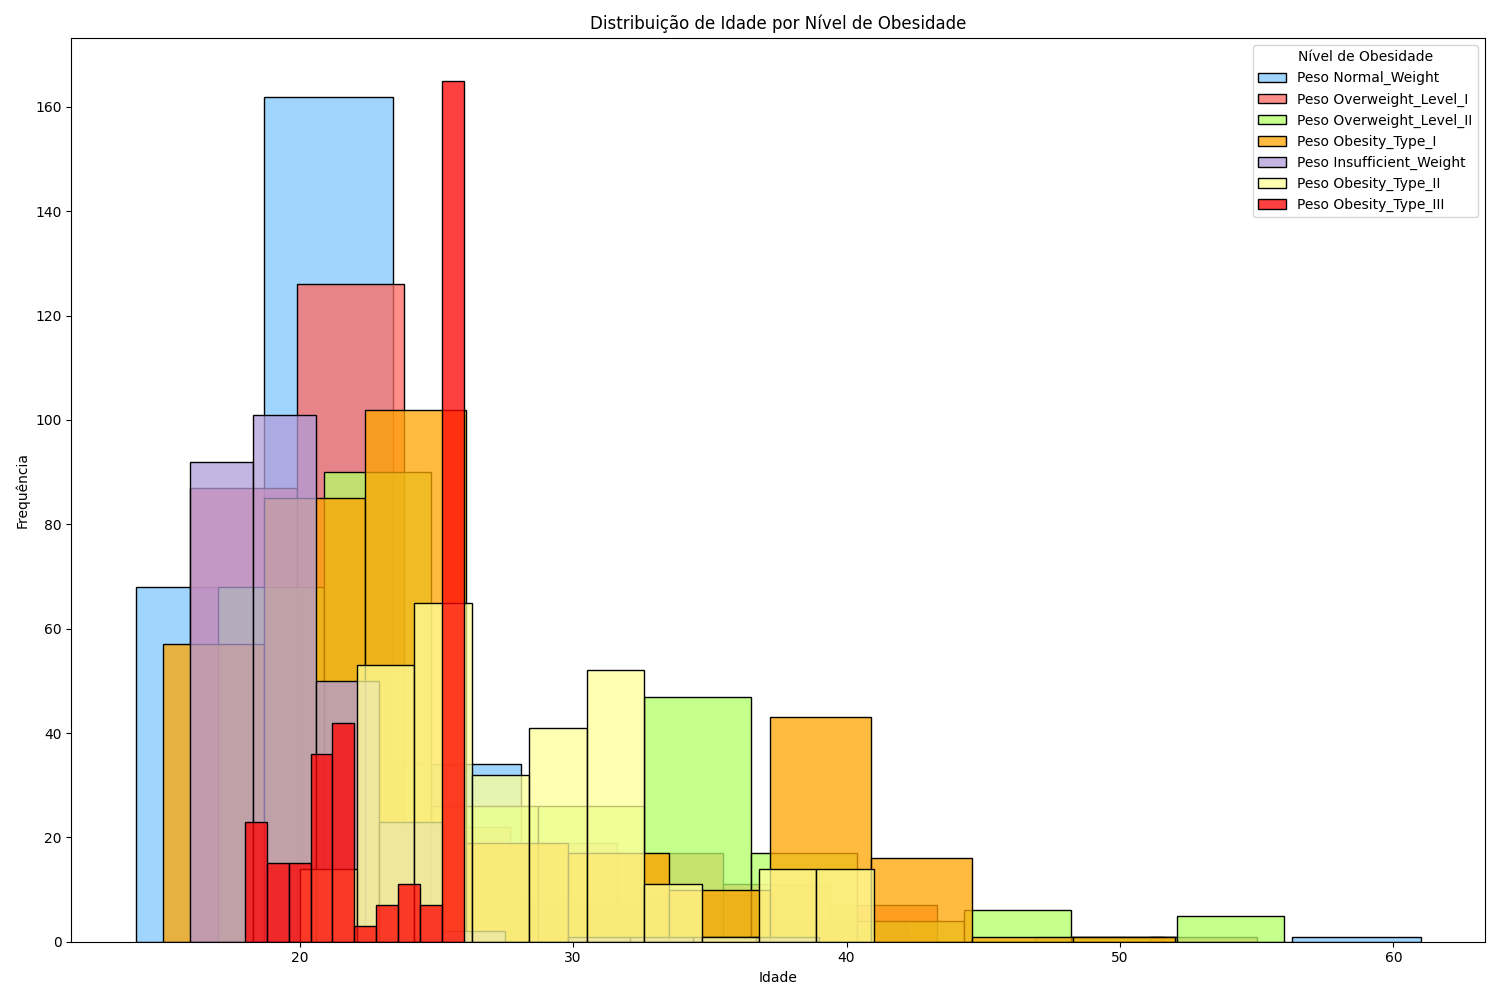 Distribuição de Idade por Nível de Obesidade
Nível de Obesidade
Peso Normal_Weight
Peso Overweight_Level_I
Peso Overweight_Level_II
Peso Obesity_Type_I
Peso Insufficient_Weight
Peso Obesity_Type_II
Peso Obesity_Type_III
Frequência
160
140
120
100
80
60
40
20
0
20 30 40 50 60
Idade